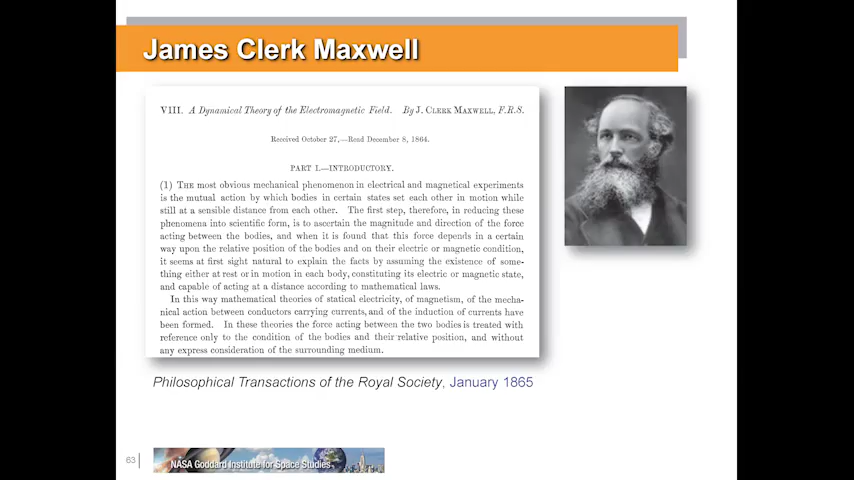 James Clerk Maxwell
VIII. A Dynamical Theory of the Electromagnetic Field. By J. CLERK MAXWELL, F.R.S.
Received October 27,—Read December 8, 1864.
PART I.—INTRODUCTORY.
(1) THE most obvious mechanical phenomenon in electrical and magnetical experiments
is the mutual action by which bodies in certain states set each other in motion while
still at a sensible distance from each other. The first step, therefore, in reducing these
phenomena into scientific form, is to ascertain the magnitude and direction of the force
acting between the bodies, and when it is found that this force depends in a certain
way upon the relative position of the bodies and on their electric or magnetic condition,
it seems at first sight natural to explain the facts by assuming the existence of some-
thing either at rest or in motion in each body, constituting its electric or magnetic state,
and capable of acting at a distance according to mathematical laws.
In this way mathematical theories of statical electricity, of magnetism, of the mecha-
nical action between conductors carrying currents, and of the induction of currents have
been formed. In these theories the force acting between the two bodies is treated with
reference only to the condition of the bodies and their relative position, and without
any express consideration of the surrounding medium.
Philosophical Transactions of the Royal Society, January 1865
63
NASA Goddard Institute for Space Studies